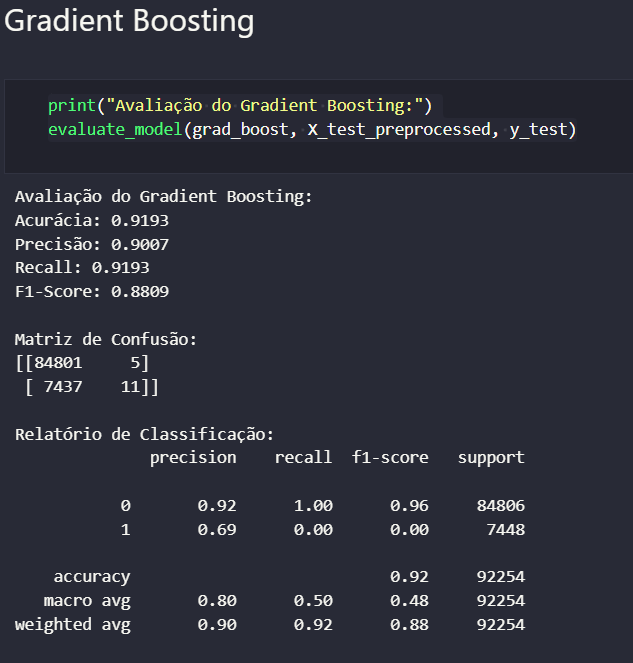 Gradient Boosting
print("Avaliação do Gradient Boosting:")
evaluate_model(grad_boost, X_test_preprocessed, y_test)
Avaliação do Gradient Boosting:
Acurácia: 0.9193
Precisão: 0.9007
Recall: 0.9193
F1-Score: 0.8809
Matriz de Confusão:
[[84801     5]
 [ 7437    11]]
Relatório de Classificação:
              precision    recall  f1-score   support
           0       0.92      1.00      0.96     84806
           1       0.69      0.00      0.00      7448
    accuracy                           0.92     92254
   macro avg       0.80      0.50      0.48     92254
weighted avg       0.90      0.92      0.88     92254